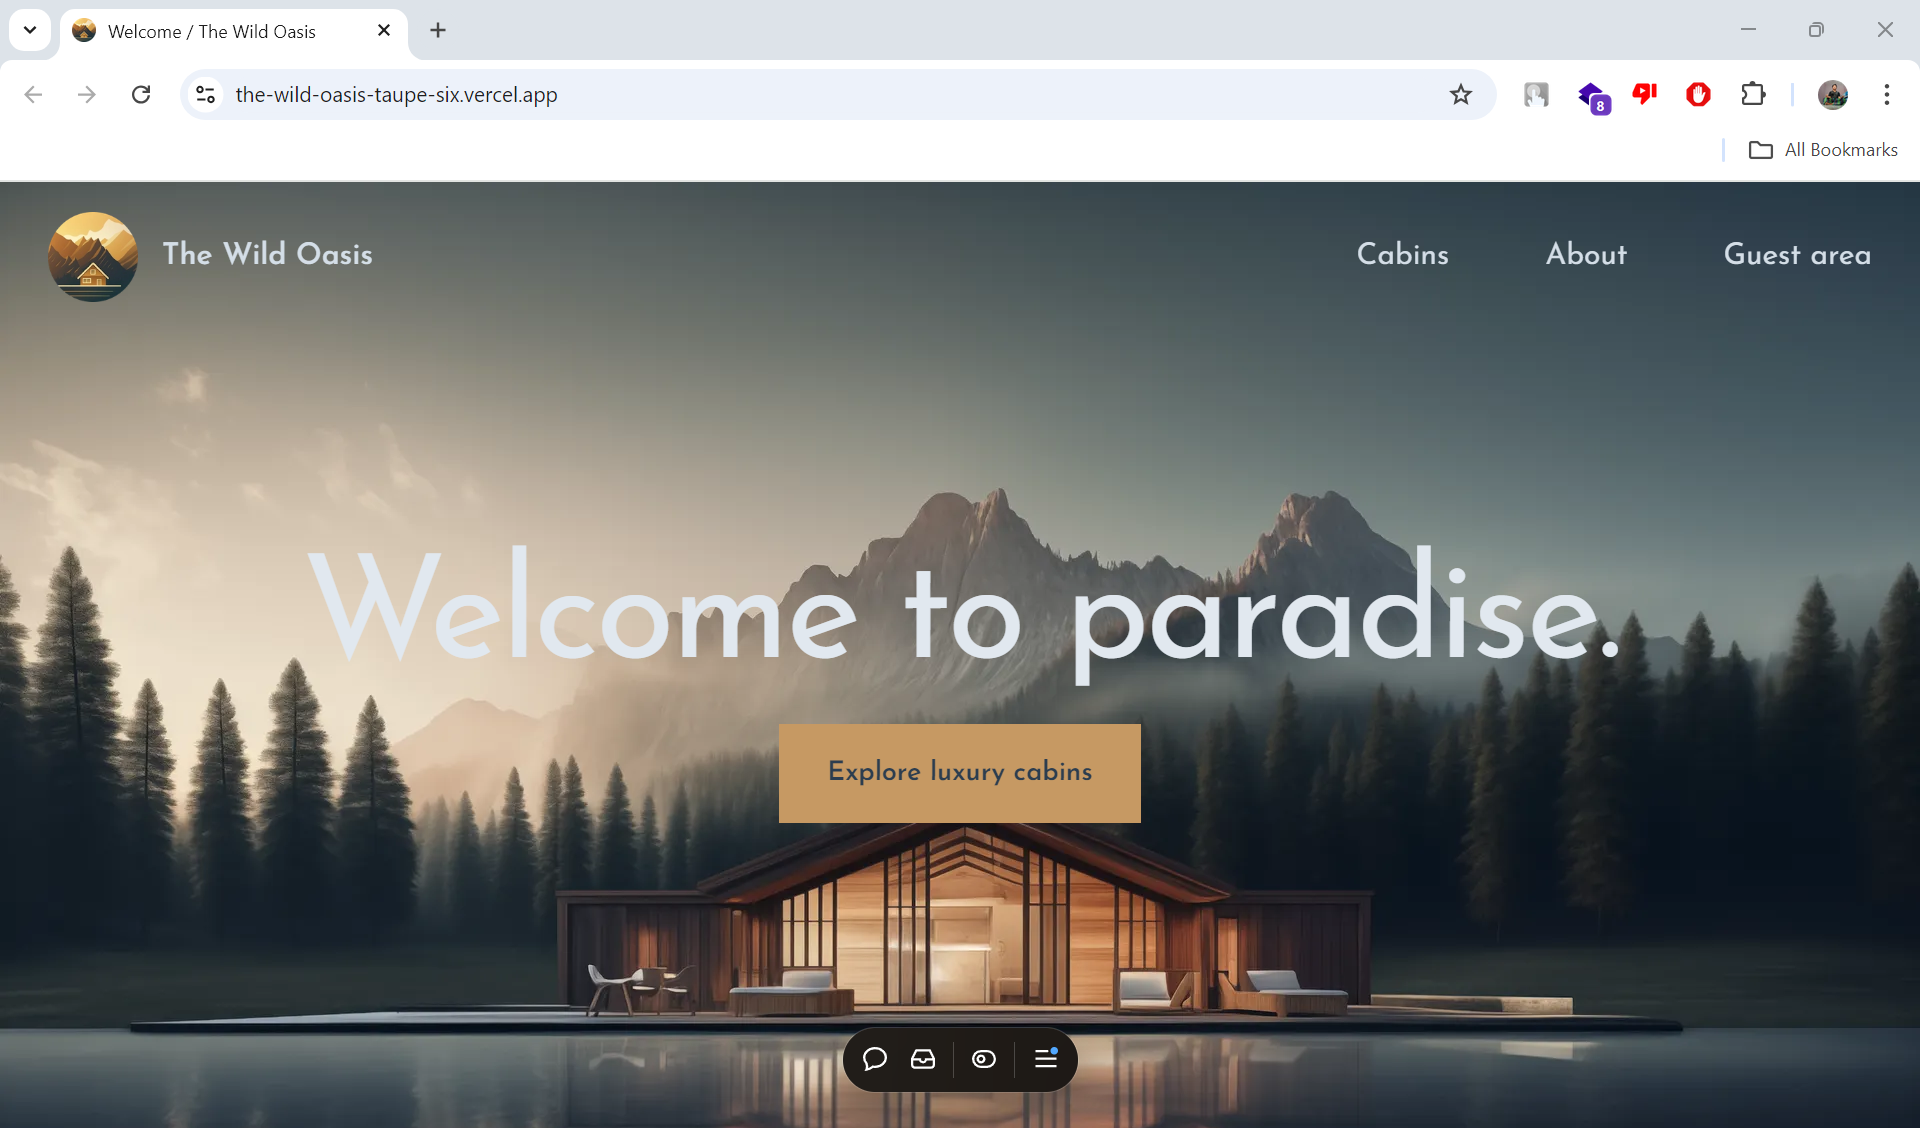 Welcome / The Wild Oasis
the-wild-oasis-taupe-six.vercel.app
8
All Bookmarks
The Wild Oasis
Cabins
About
Guest area
Welcome to paradise.
Explore luxury cabins